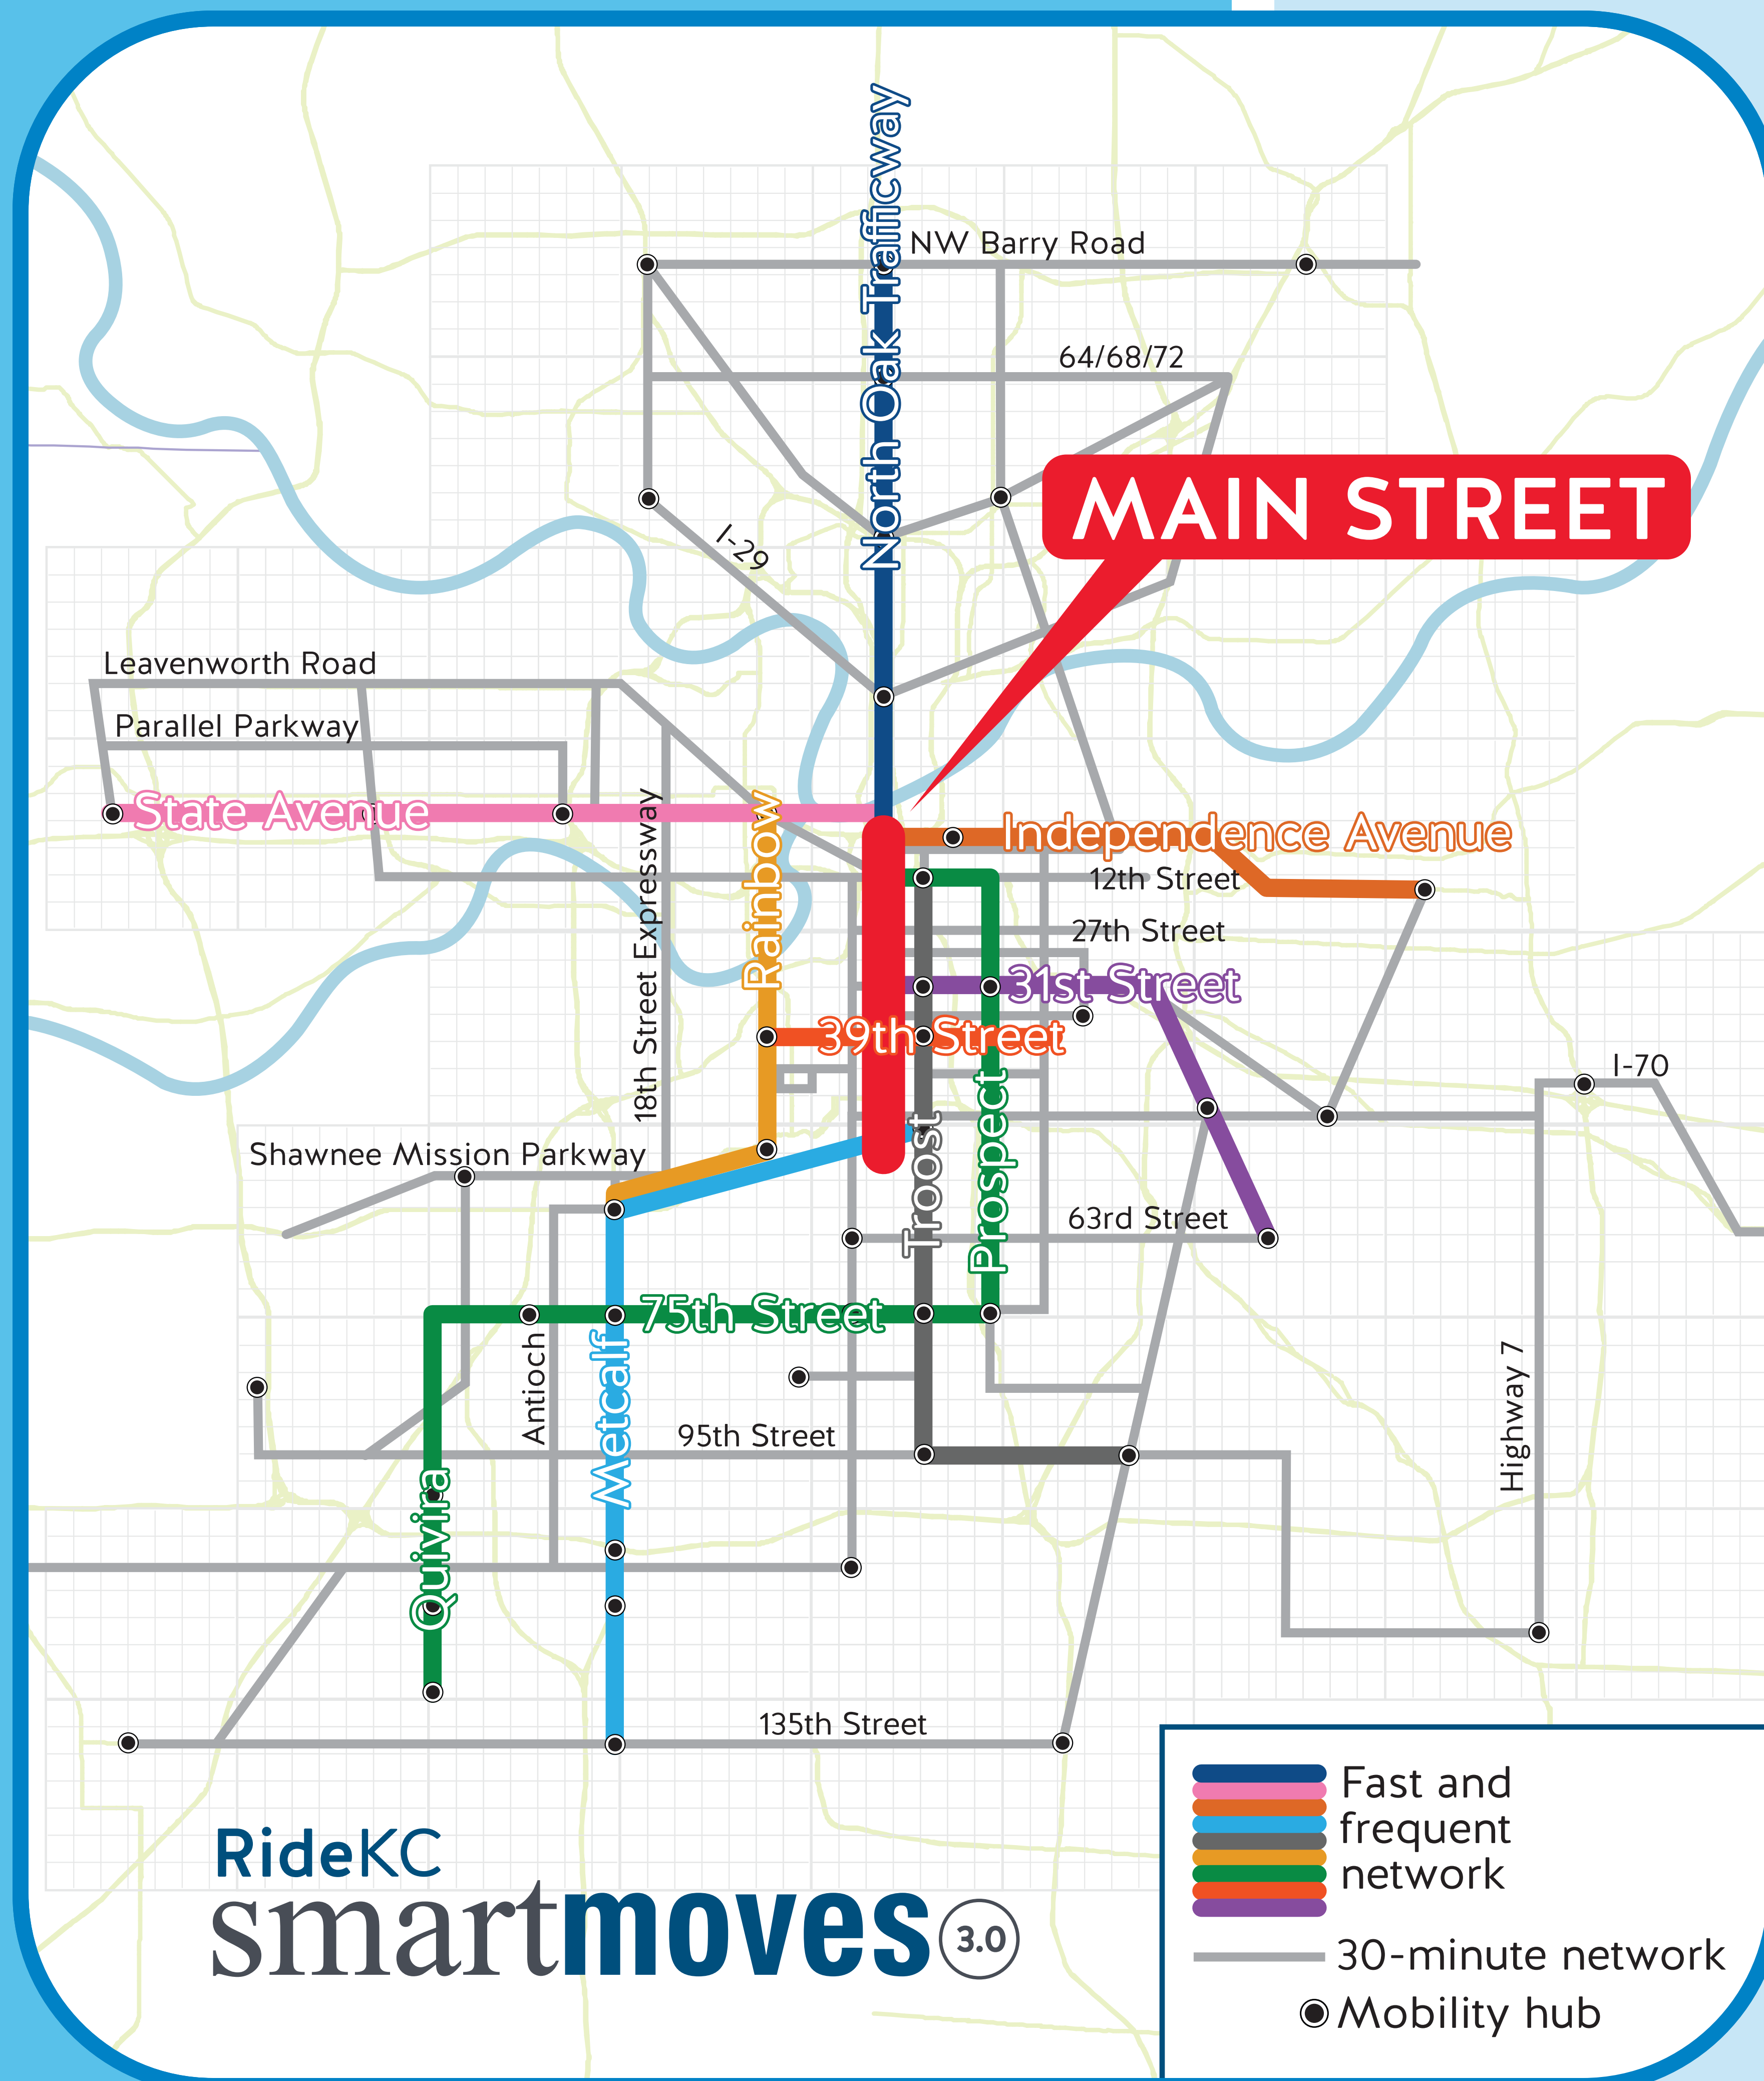 North Oak Trafficway
NW Barry Road
64/68/72
MAIN STREET
I-29
Leavenworth Road
Parallel Parkway
State Avenue
Independence Avenue
Rainbow
18th Street Expressway
12th Street
27th Street
31st Street
39th Street
I-70
Prospect
Troost
Shawnee Mission Parkway
63rd Street
75th Street
Antioch
Metcalf
Highway 7
95th Street
Quivira
135th Street
RideKC
smartmoves 3.0
Fast and
frequent
network
30-minute network
Mobility hub